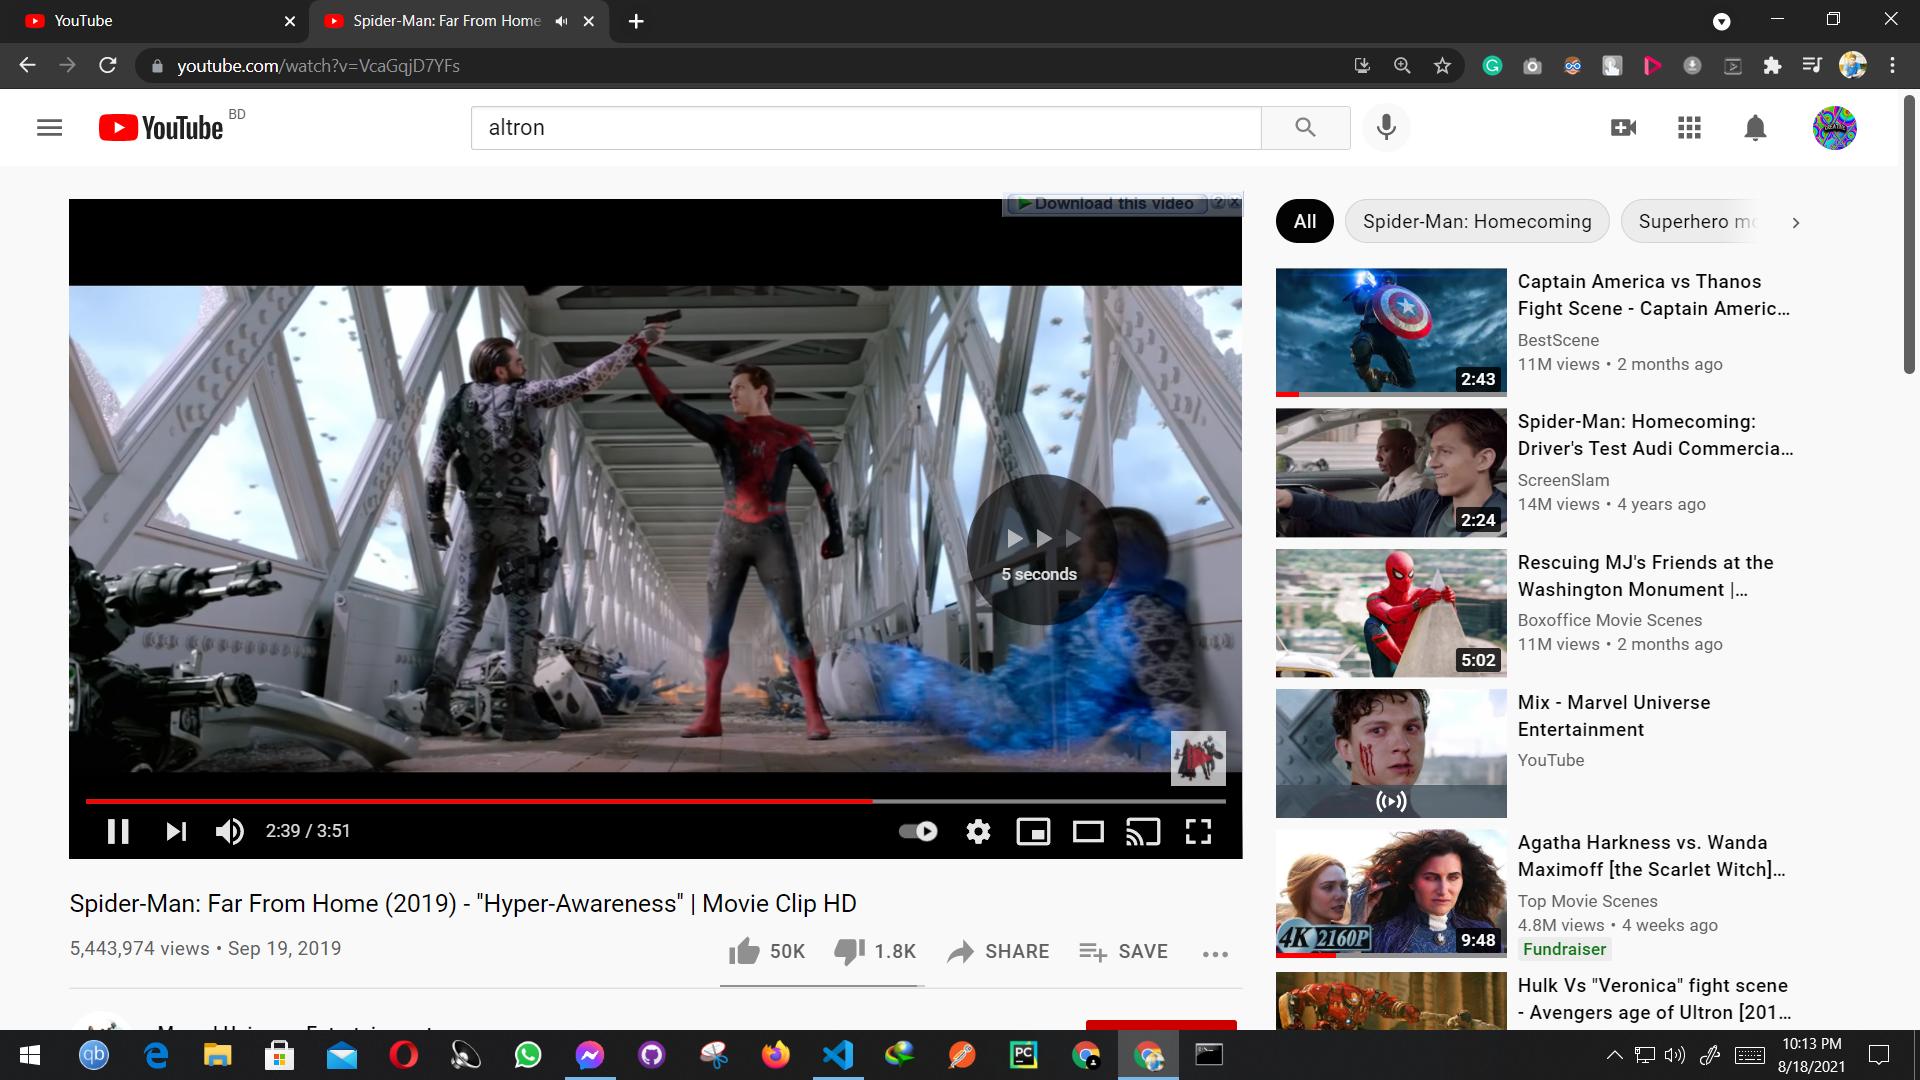 YouTube
Spider-Man: Far From Home
youtube.com/watch?v=VcaGqjD7YFs
YouTube BD
altron
Download this video
All
Spider-Man: Homecoming
Superhero
5 seconds
2:39 / 3:51
Spider-Man: Far From Home (2019) - "Hyper-Awareness" | Movie Clip HD
5,443,974 views • Sep 19, 2019
50K
1.8K
SHARE
SAVE
Captain America vs Thanos
Fight Scene - Captain Americ...
BestScene
11M views • 2 months ago
2:43
Spider-Man: Homecoming:
Driver's Test Audi Commercia...
ScreenSlam
14M views • 4 years ago
2:24
Rescuing MJ's Friends at the
Washington Monument |...
Boxoffice Movie Scenes
11M views • 2 months ago
5:02
Mix - Marvel Universe
Entertainment
YouTube
Agatha Harkness vs. Wanda
Maximoff [the Scarlet Witch]...
Top Movie Scenes
4.8M views • 4 weeks ago
Fundraiser
4K 2160P
9:48
Hulk Vs "Veronica" fight scene
- Avengers age of Ultron [201...
qb
PC
10:13 PM
8/18/2021